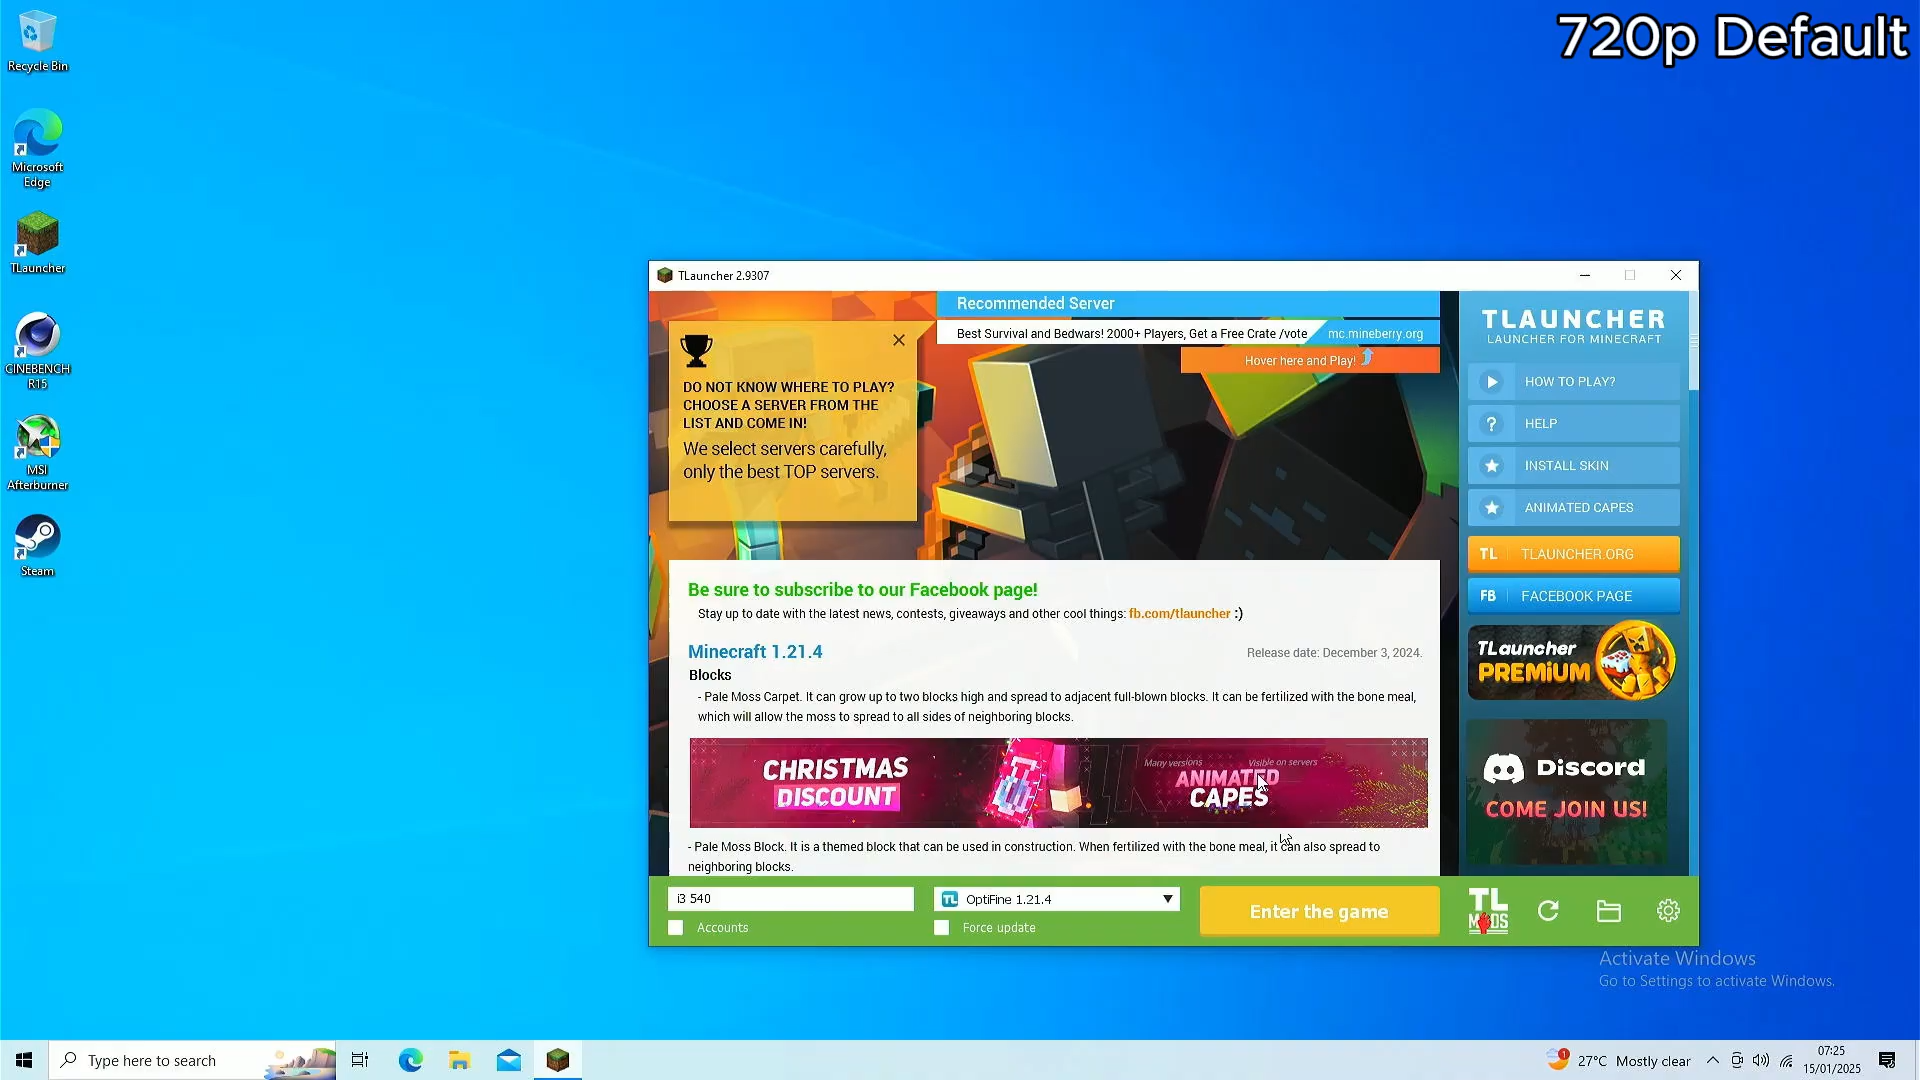 720p Default
Recycle Bin
Microsoft
Edge
TLauncher
CINEBENCH
R15
MSI
Afterburner
Steam
TLauncher 2.9307
Recommended Server
Best Survival and Bedwars! 2000+ Players, Get a Free Crate /vote
mc.mineberry.org
Hover here and Play!
DO NOT KNOW WHERE TO PLAY?
CHOOSE A SERVER FROM THE
LIST AND COME IN!
We select servers carefully,
only the best TOP servers.
TLAUNCHER
LAUNCHER FOR MINECRAFT
HOW TO PLAY?
? HELP
INSTALL SKIN
ANIMATED CAPES
TL TLAUNCHER.ORG
FB FACEBOOK PAGE
TLauncher
PREMIUM
Discord
COME JOIN US!
Be sure to subscribe to our Facebook page!
Stay up to date with the latest news, contests, giveaways and other cool things: fb.com/tlauncher :)
Minecraft 1.21.4
Release date: December 3, 2024.
Blocks
- Pale Moss Carpet. It can grow up to two blocks high and spread to adjacent full-blown blocks. It can be fertilized with the bone meal,
which will allow the moss to spread to all sides of neighboring blocks.
CHRISTMAS
DISCOUNT
Many versions
Visible on servers
ANIMATED
CAPES
- Pale Moss Block. It is a themed block that can be used in construction. When fertilized with the bone meal, it can also spread to
neighboring blocks.
i3 540
TL OptiFine 1.21.4
Enter the game
TL
MODS
Accounts
Force update
Activate Windows
Go to Settings to activate Windows.
Type here to search
1
27°C Mostly clear
07:25
15/01/2025